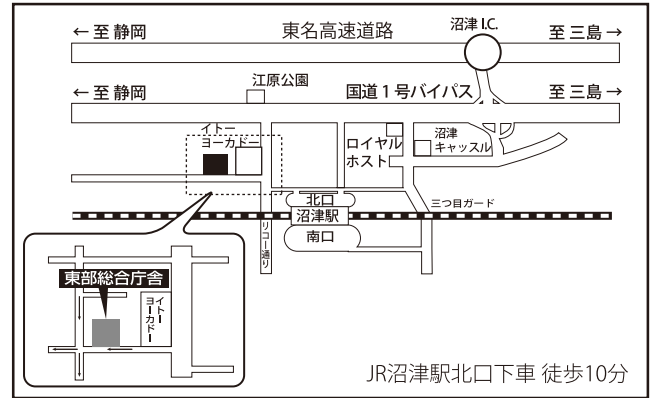 ← 至 静岡
東名高速道路
沼津 I.C.
至 三島 →
江原公園
← 至 静岡
国道1号バイパス
至 三島 →
イトー
ヨーカドー
ロイヤル
ホスト
沼津
キャッスル
北口
沼津駅
南口
三つ目ガード
リコー通り
東部総合庁舎
イトー
ヨーカドー
JR沼津駅北口下車 徒歩10分